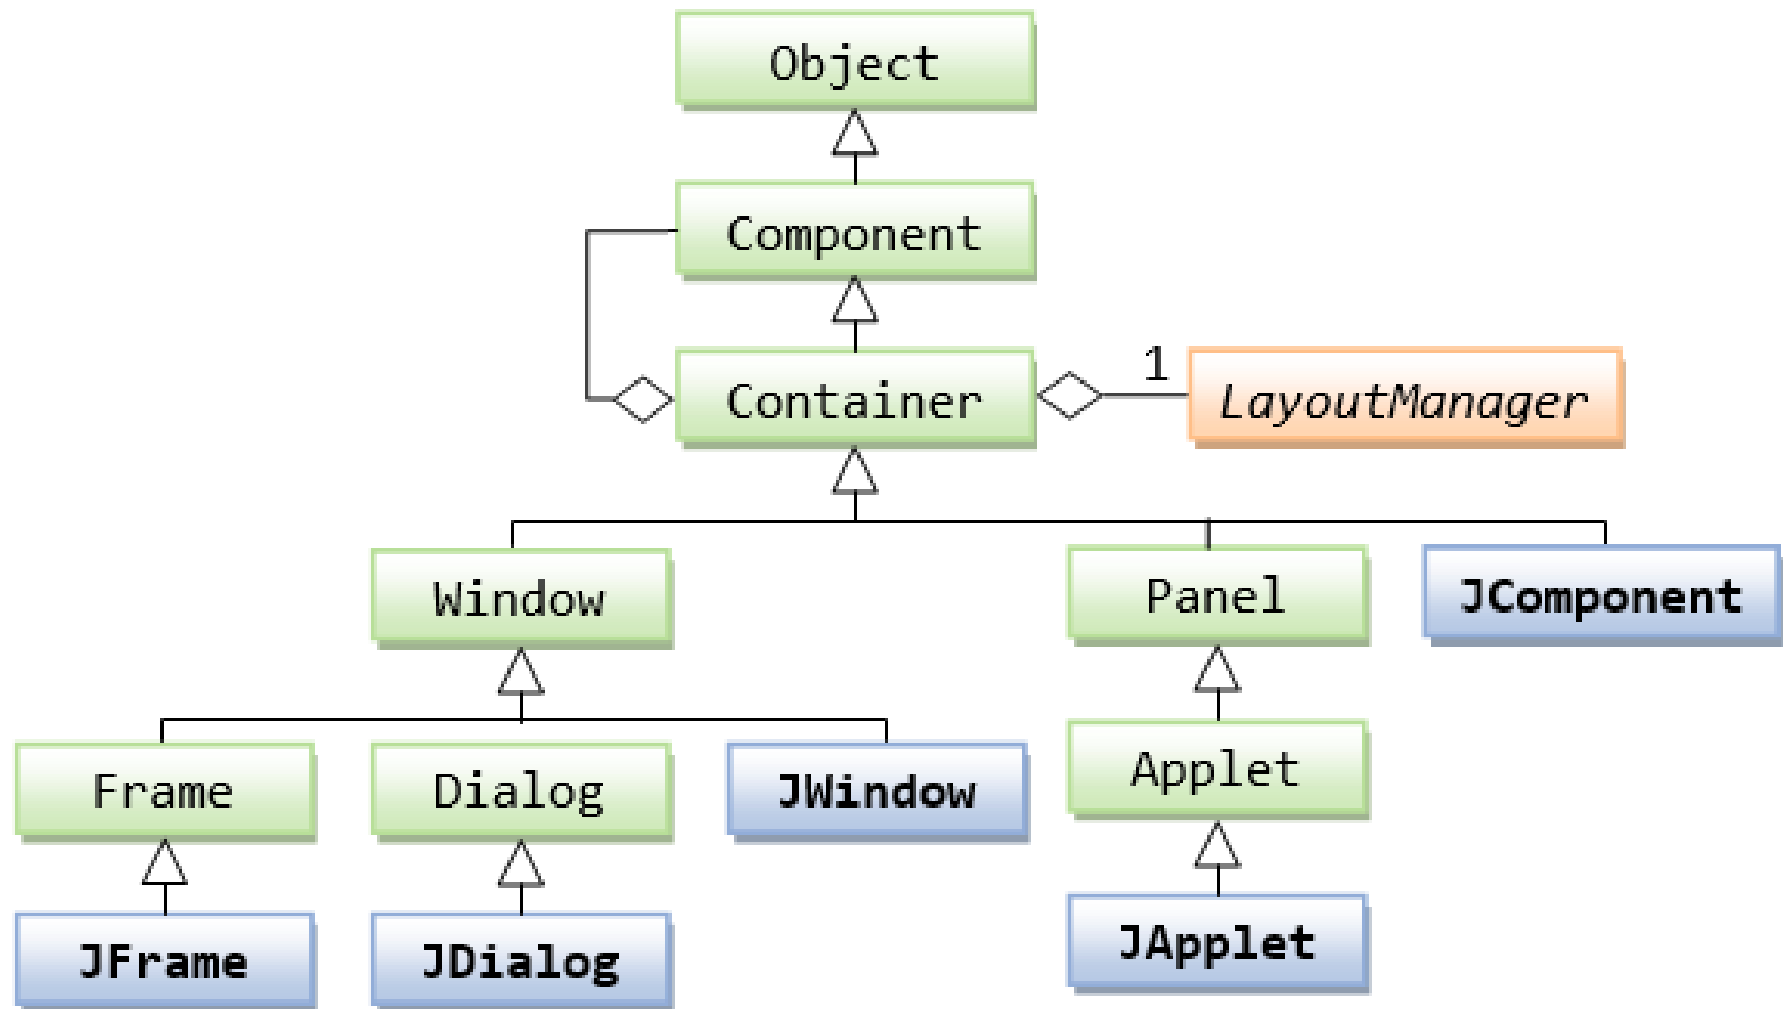 Object
Component
Container
1
LayoutManager
Window
Panel
JComponent
Frame
Dialog
JWindow
Applet
JFrame
JDialog
JApplet